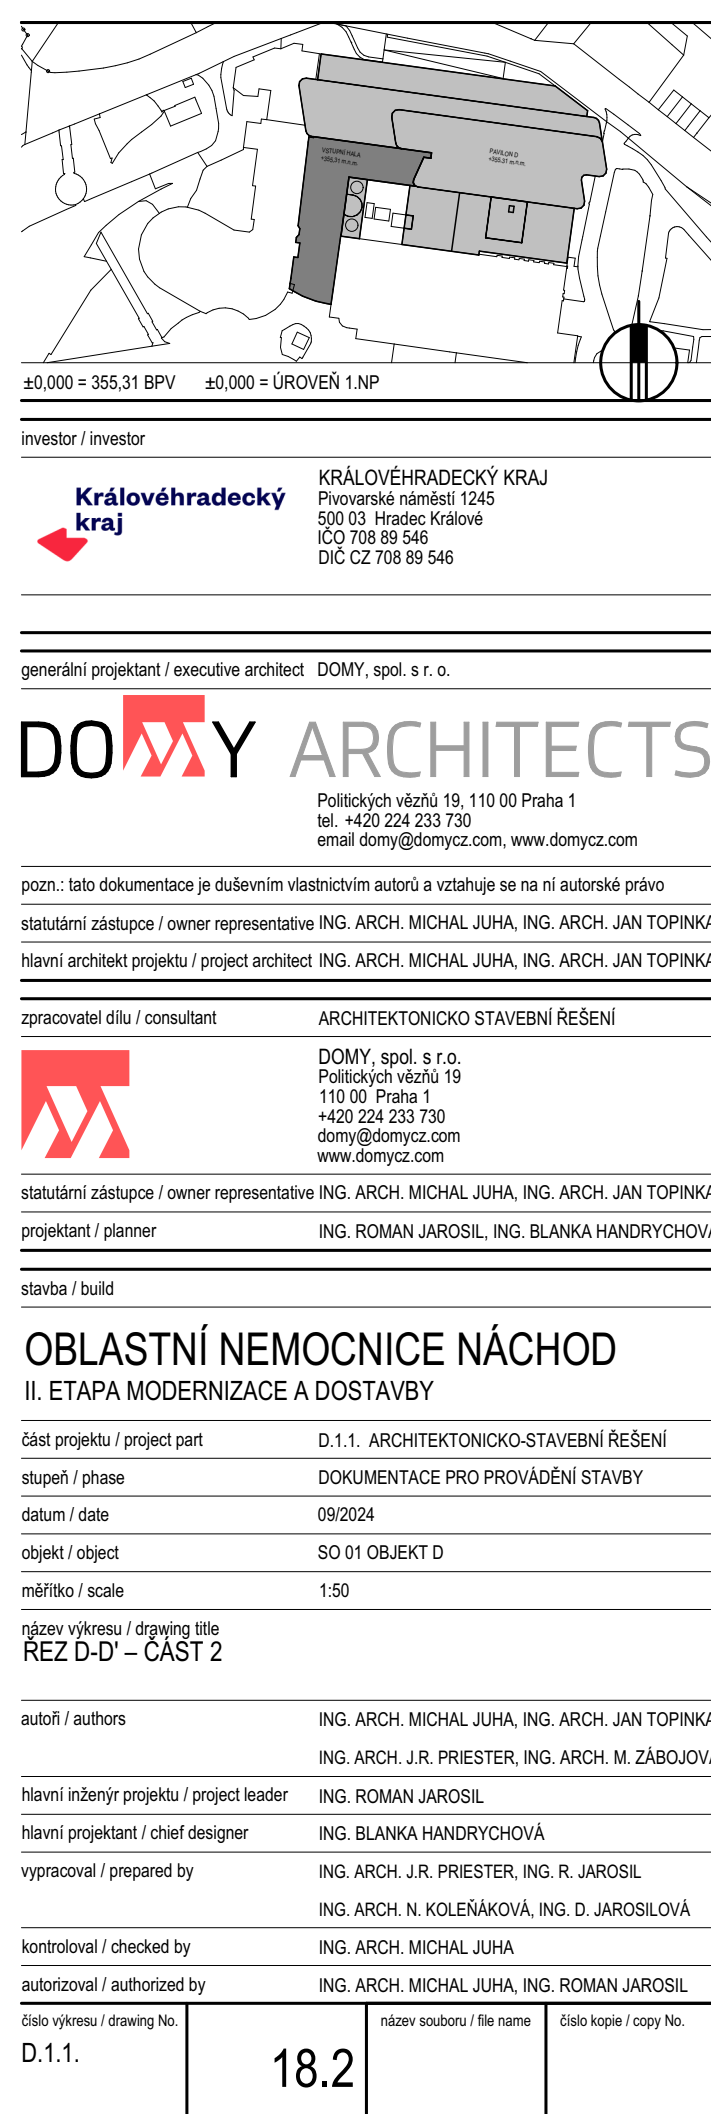 VSTUPNÍ HALA
+355,31 m.n.m.
PAVILON D
+355,31 m.n.m.
±0,000 = 355,31 BPV ±0,000 = ÚROVEŇ 1.NP
investor / investor
Královéhradecký
kraj
KRÁLOVÉHRADECKÝ KRAJ
Pivovarské náměstí 1245
500 03 Hradec Králové
IČO 708 89 546
DIČ CZ 708 89 546
generální projektant / executive architect DOMY, spol. s r. o.
DOMY ARCHITECTS
Politických vězňů 19, 110 00 Praha 1
tel. +420 224 233 730
email domy@domycz.com, www.domycz.com
pozn.: tato dokumentace je duševním vlastnictvím autorů a vztahuje se na ní autorské právo
statutární zástupce / owner representative ING. ARCH. MICHAL JUHA, ING. ARCH. JAN TOPINKA
hlavní architekt projektu / project architect ING. ARCH. MICHAL JUHA, ING. ARCH. JAN TOPINKA
zpracovatel dílu / consultant ARCHITEKTONICKO STAVEBNÍ ŘEŠENÍ
DOMY, spol. s r.o.
Politických vězňů 19
110 00 Praha 1
+420 224 233 730
domy@domycz.com
www.domycz.com
statutární zástupce / owner representative ING. ARCH. MICHAL JUHA, ING. ARCH. JAN TOPINKA
projektant / planner ING. ROMAN JAROSIL, ING. BLANKA HANDRYCHOVÁ
stavba / build
OBLASTNÍ NEMOCNICE NÁCHOD
II. ETAPA MODERNIZACE A DOSTAVBY
část projektu / project part D.1.1. ARCHITEKTONICKO-STAVEBNÍ ŘEŠENÍ
stupeň / phase DOKUMENTACE PRO PROVÁDĚNÍ STAVBY
datum / date 09/2024
objekt / object SO 01 OBJEKT D
měřítko / scale 1:50
název výkresu / drawing title
ŘEZ D-D' – ČÁST 2
autoři / authors ING. ARCH. MICHAL JUHA, ING. ARCH. JAN TOPINKA
ING. ARCH. J.R. PRIESTER, ING. ARCH. M. ZÁBOJOVÁ
hlavní inženýr projektu / project leader ING. ROMAN JAROSIL
hlavní projektant / chief designer ING. BLANKA HANDRYCHOVÁ
vypracoval / prepared by ING. ARCH. J.R. PRIESTER, ING. R. JAROSIL
ING. ARCH. N. KOLEŇÁKOVÁ, ING. D. JAROSILOVÁ
kontroloval / checked by ING. ARCH. MICHAL JUHA
autorizoval / authorized by ING. ARCH. MICHAL JUHA, ING. ROMAN JAROSIL
číslo výkresu / drawing No. název souboru / file name číslo kopie / copy No.
D.1.1. 18.2